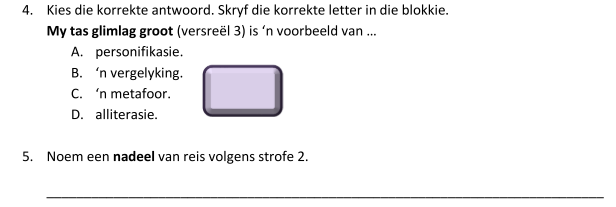 4. Kies die korrekte antwoord. Skryf die korrekte letter in die blokkie.
My tas glimlag groot (versreël 3) is ‘n voorbeeld van …
A. personifikasie.
B. ‘n vergelyking.
C. ‘n metafoor.
D. alliterasie.
5. Noem een nadeel van reis volgens strofe 2.